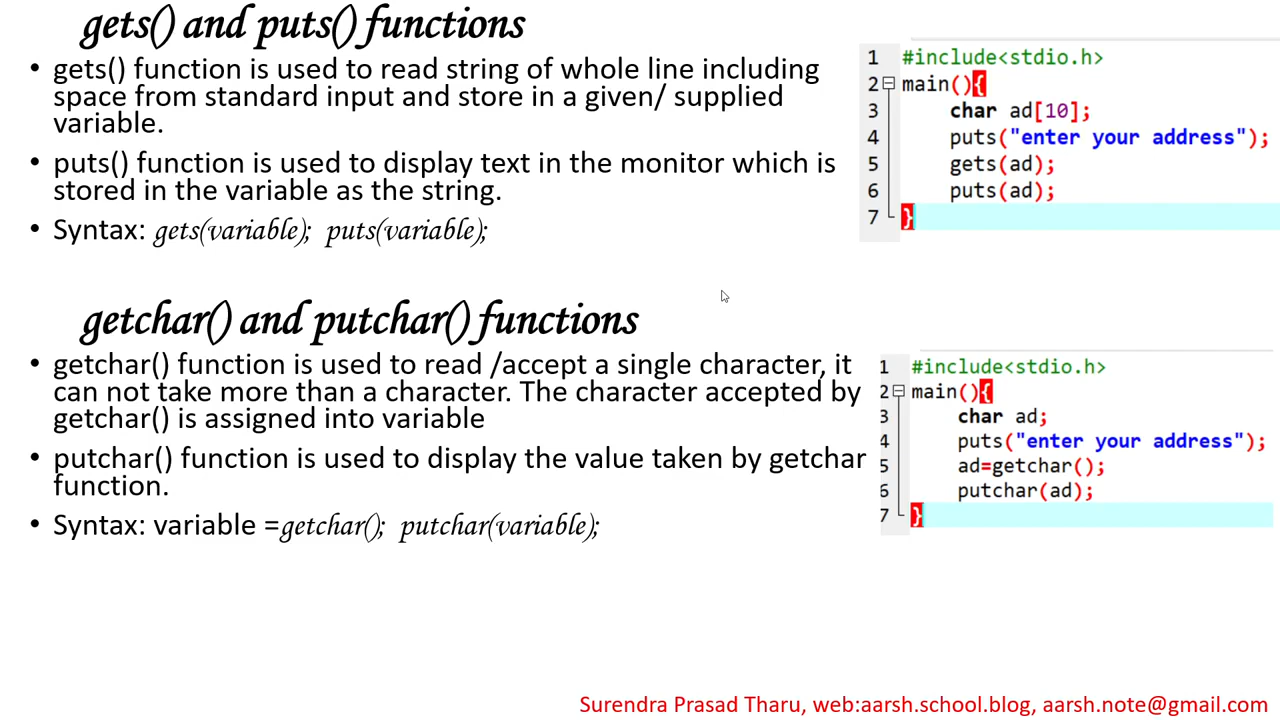 gets() and puts() functions
• gets() function is used to read string of whole line including
space from standard input and store in a given/ supplied
variable.
• puts() function is used to display text in the monitor which is
stored in the variable as the string.
• Syntax: gets(variable); puts(variable);
1 #include<stdio.h>
2 main(){
3 char ad[10];
4 puts("enter your address");
5 gets(ad);
6 puts(ad);
7 }
getchar() and putchar() functions
• getchar() function is used to read /accept a single character, it
can not take more than a character. The character accepted by
getchar() is assigned into variable
• putchar() function is used to display the value taken by getchar
function.
• Syntax: variable =getchar(); putchar(variable);
1 #include<stdio.h>
2 main(){
3 char ad;
4 puts("enter your address");
5 ad=getchar();
6 putchar(ad);
7 }
Surendra Prasad Tharu, web:aarsh.school.blog, aarsh.note@gmail.com